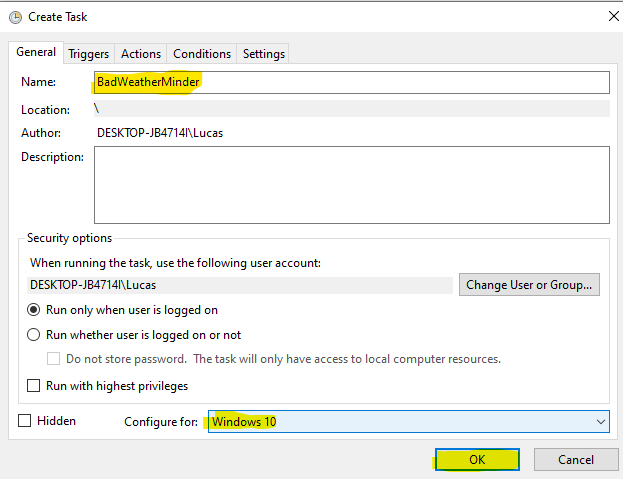 Create Task
General Triggers Actions Conditions Settings
Name: BadWeatherMinder
Location: \
Author: DESKTOP-JB4714I\Lucas
Description:
Security options
When running the task, use the following user account:
DESKTOP-JB4714I\Lucas Change User or Group...
Run only when user is logged on
Run whether user is logged on or not
Do not store password. The task will only have access to local computer resources.
Run with highest privileges
Hidden Configure for: Windows 10
OK Cancel